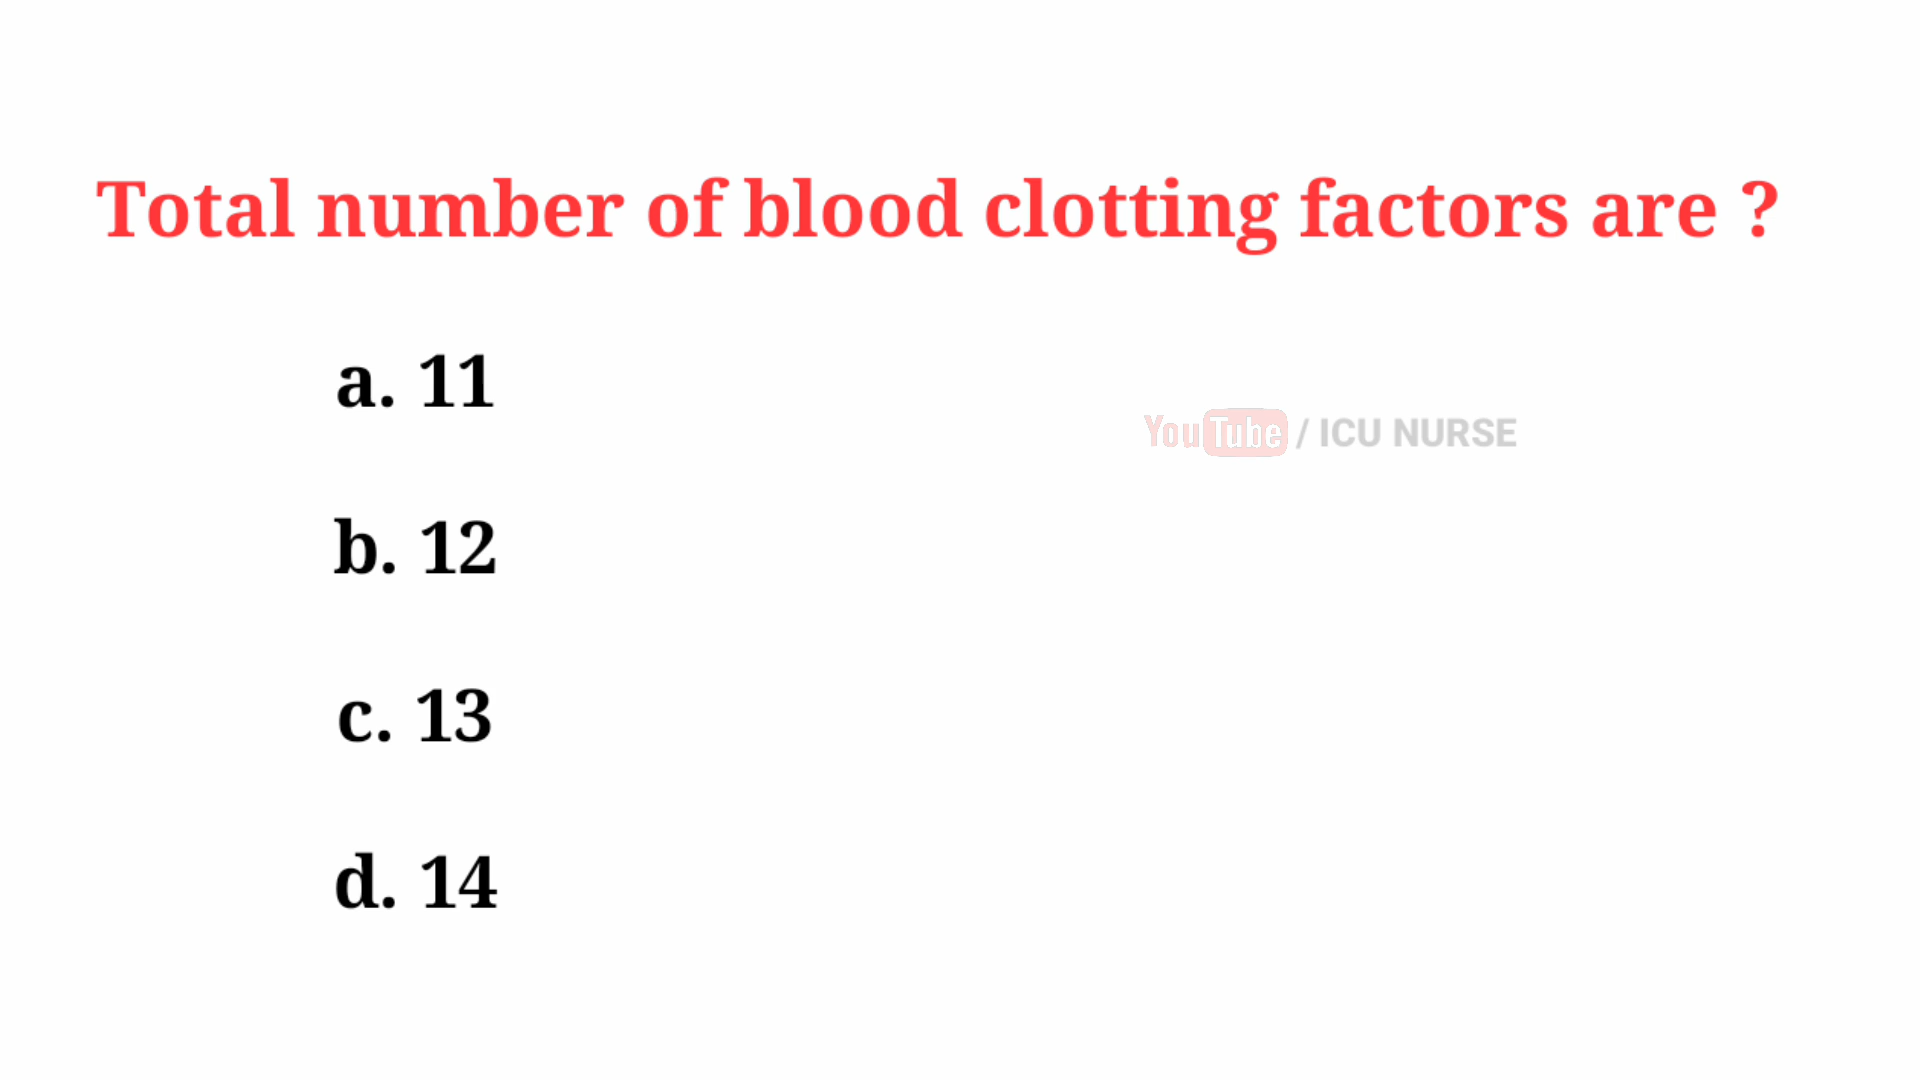 Total number of blood clotting factors are ?
a. 11
YouTube / ICU NURSE
b. 12
c. 13
d. 14